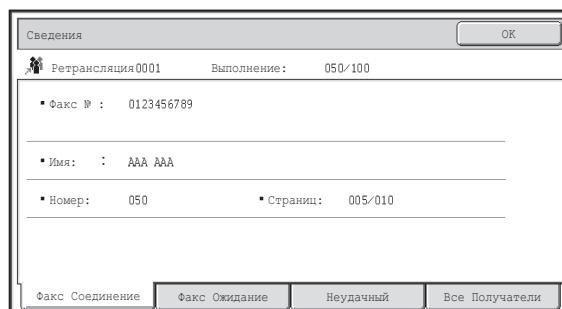 Сведения OK
Ретрансляция0001 Выполнение: 050/100
▪ Факс № : 0123456789
▪ Имя: : AAA AAA
▪ Номер: 050 ▪ Страниц: 005/010
Факс Соединение Факс Ожидание Неудачный Все Получатели